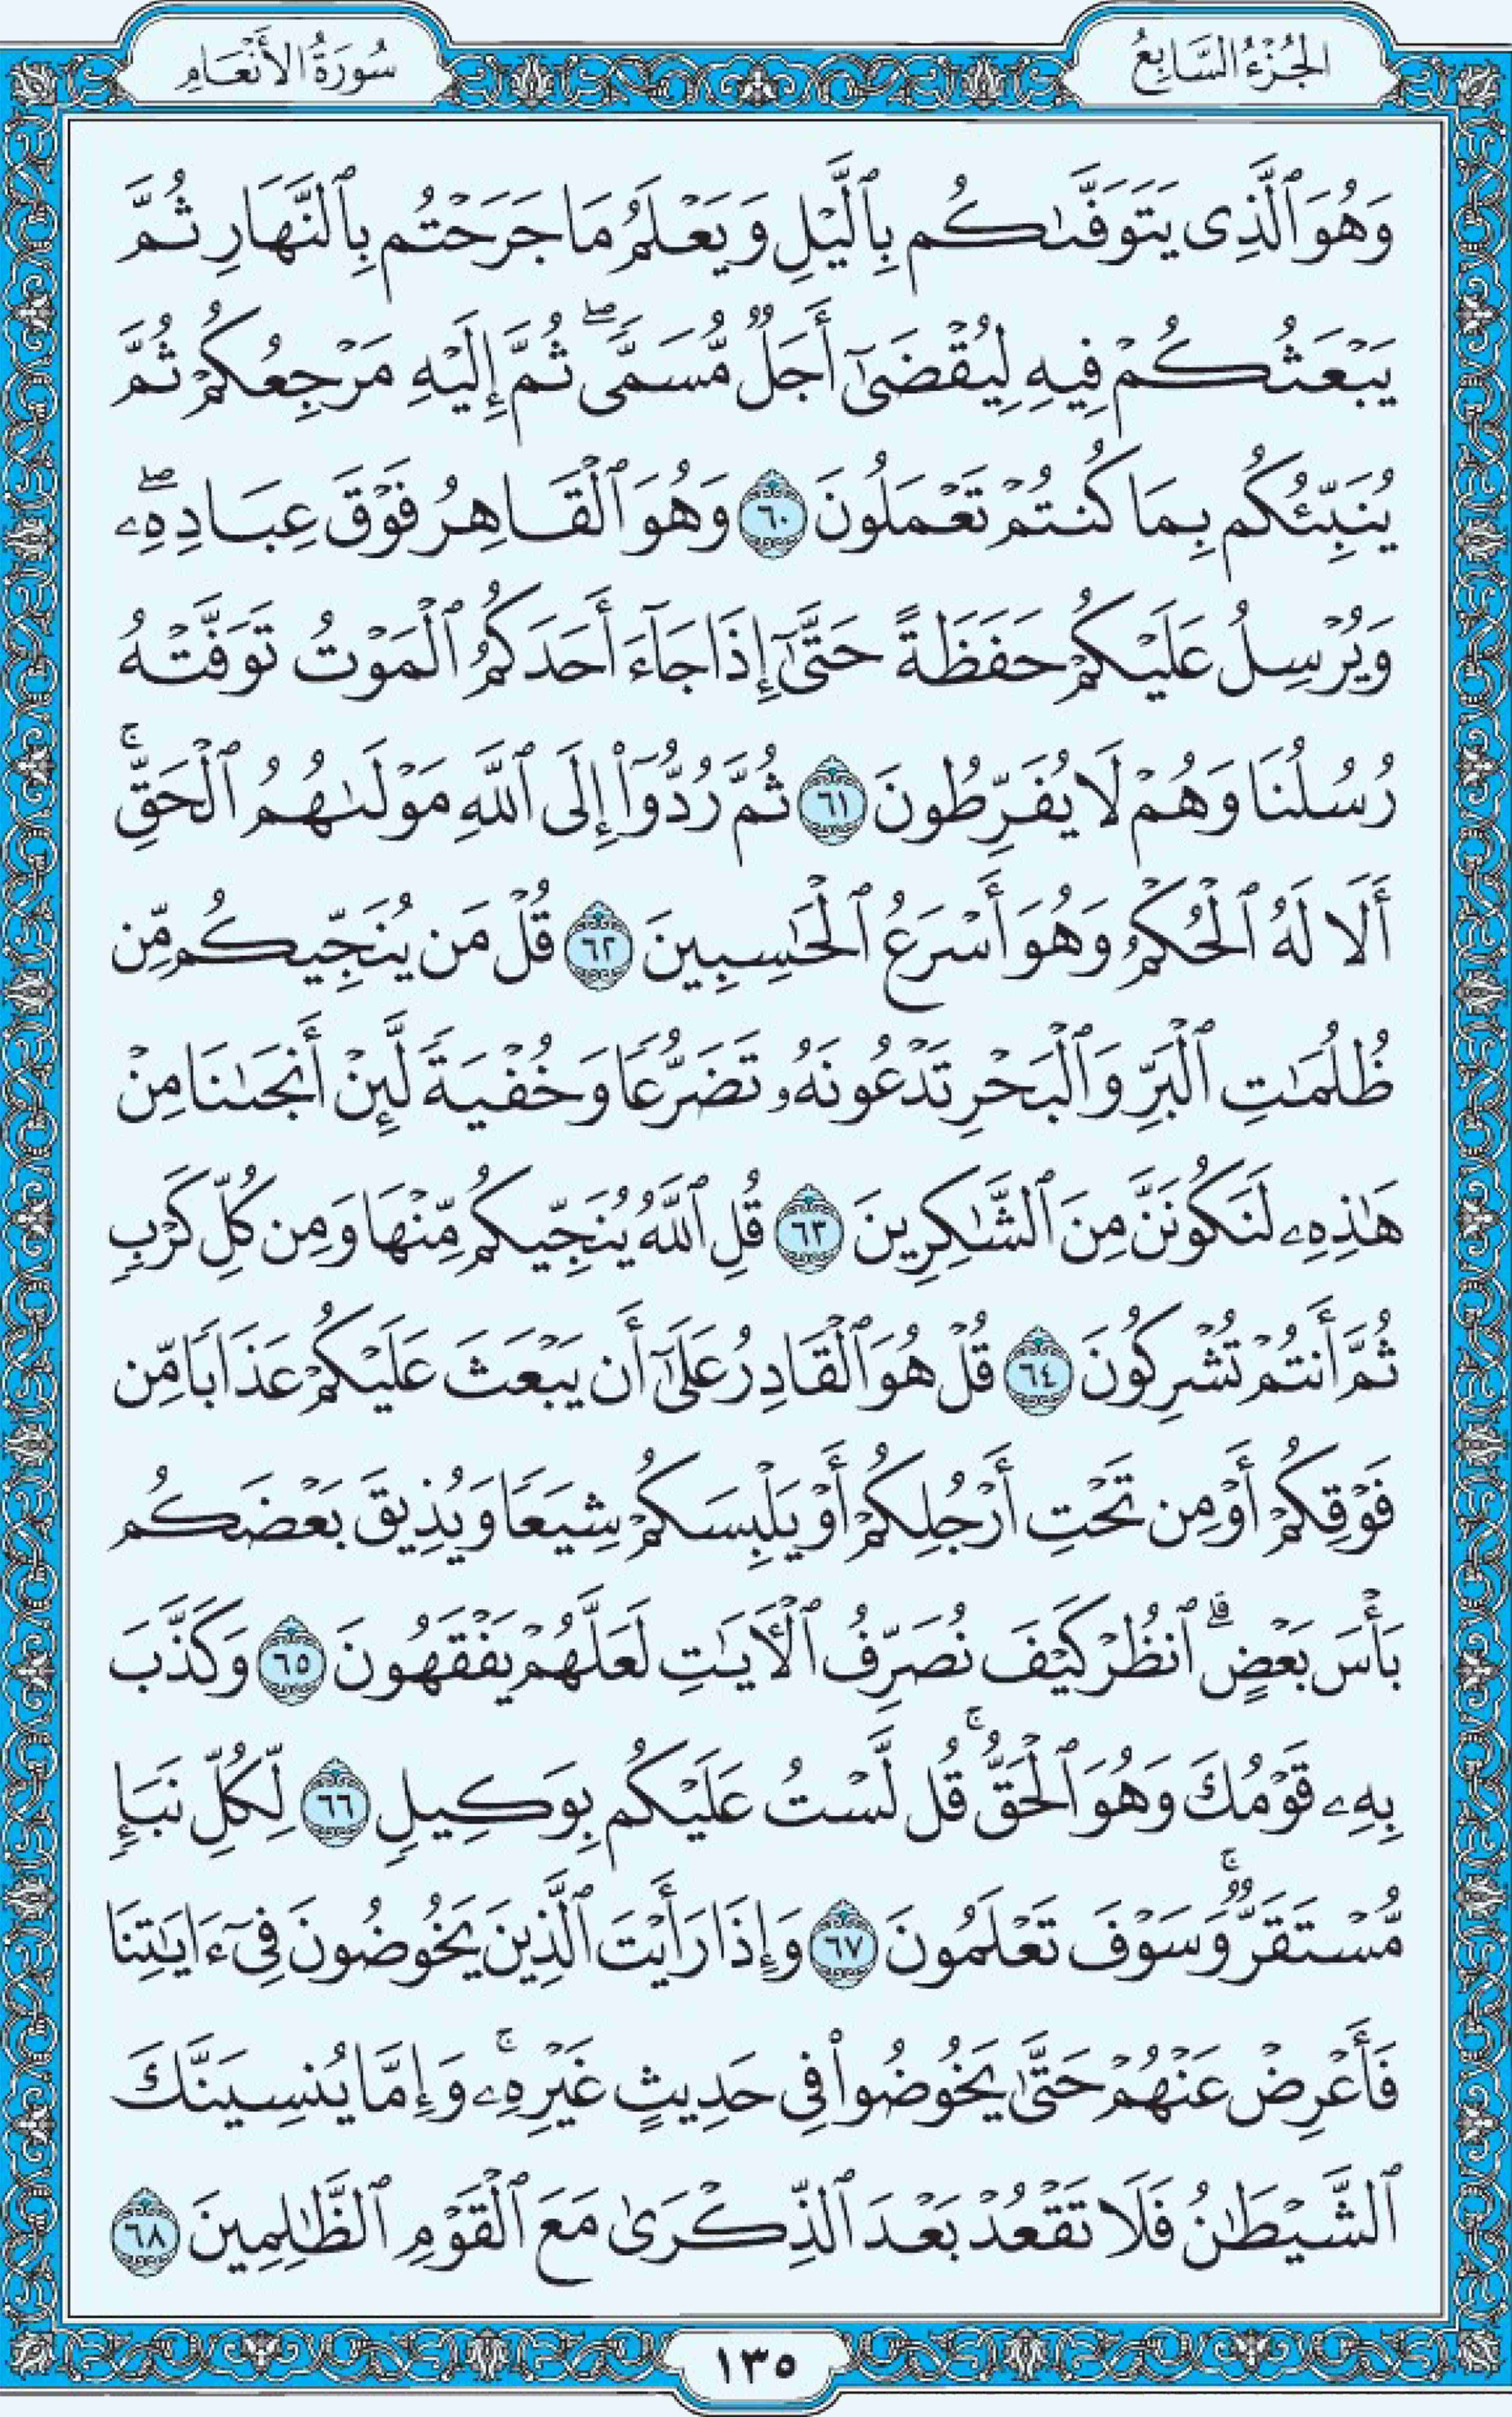 الجُزْءُ السَّابِعُ
سُورَةُ الأَنْعَامِ
وَهُوَ ٱلَّذِى يَتَوَفَّىٰكُم بِٱلَّيْلِ وَيَعْلَمُ مَا جَرَحْتُم بِٱلنَّهَارِ ثُمَّ
يَبْعَثُكُمْ فِيهِ لِيُقْضَىٰٓ أَجَلٌ مُّسَمًّى ۖ ثُمَّ إِلَيْهِ مَرْجِعُكُمْ ثُمَّ
يُنَبِّئُكُم بِمَا كُنتُمْ تَعْمَلُونَ ٦٠ وَهُوَ ٱلْقَاهِرُ فَوْقَ عِبَادِهِۦ ۖ
وَيُرْسِلُ عَلَيْكُمْ حَفَظَةً حَتَّىٰٓ إِذَا جَآءَ أَحَدَكُمُ ٱلْمَوْتُ تَوَفَّتْهُ
رُسُلُنَا وَهُمْ لَا يُفَرِّطُونَ ٦١ ثُمَّ رُدُّوٓا۟ إِلَى ٱللَّهِ مَوْلَىٰهُمُ ٱلْحَقِّ ۚ
أَلَا لَهُ ٱلْحُكْمُ وَهُوَ أَسْرَعُ ٱلْحَـٰسِبِينَ ٦٢ قُلْ مَن يُنَجِّيكُم مِّن
ظُلُمَـٰتِ ٱلْبَرِّ وَٱلْبَحْرِ تَدْعُونَهُۥ تَضَرُّعًا وَخُفْيَةً لَّئِنْ أَنجَىٰنَا مِنْ
هَـٰذِهِۦ لَنَكُونَنَّ مِنَ ٱلشَّـٰكِرِينَ ٦٣ قُلِ ٱللَّهُ يُنَجِّيكُم مِّنْهَا وَمِن كُلِّ كَرْبٍ
ثُمَّ أَنتُمْ تُشْرِكُونَ ٦٤ قُلْ هُوَ ٱلْقَادِرُ عَلَىٰٓ أَن يَبْعَثَ عَلَيْكُمْ عَذَابًا مِّن
فَوْقِكُمْ أَوْ مِن تَحْتِ أَرْجُلِكُمْ أَوْ يَلْبِسَكُمْ شِيَعًا وَيُذِيقَ بَعْضَكُم
بَأْسَ بَعْضٍ ۗ ٱنظُرْ كَيْفَ نُصَرِّفُ ٱلْـَٔايَـٰتِ لَعَلَّهُمْ يَفْقَهُونَ ٦٥ وَكَذَّبَ
بِهِۦ قَوْمُكَ وَهُوَ ٱلْحَقُّ ۚ قُل لَّسْتُ عَلَيْكُم بِوَكِيلٍ ٦٦ لِّكُلِّ نَبَإٍ
مُّسْتَقَرٌّ ۚ وَسَوْفَ تَعْلَمُونَ ٦٧ وَإِذَا رَأَيْتَ ٱلَّذِينَ يَخُوضُونَ فِىٓ ءَايَـٰتِنَا
فَأَعْرِضْ عَنْهُمْ حَتَّىٰ يَخُوضُوا۟ فِى حَدِيثٍ غَيْرِهِۦ ۚ وَإِمَّا يُنسِيَنَّكَ
ٱلشَّيْطَـٰنُ فَلَا تَقْعُدْ بَعْدَ ٱلذِّكْرَىٰ مَعَ ٱلْقَوْمِ ٱلظَّـٰلِمِينَ ٦٨
١٣٥